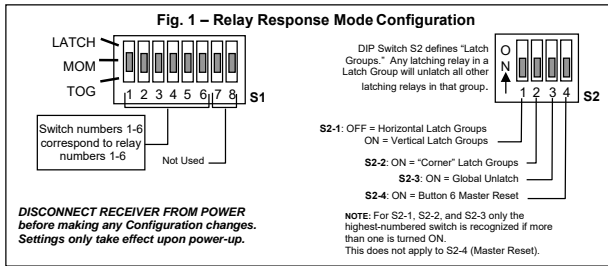 Fig. 1 – Relay Response Mode Configuration
LATCH
MOM
TOG
1 2 3 4 5 6 7 8
S1
Switch numbers 1-6
correspond to relay
numbers 1-6
Not Used
DISCONNECT RECEIVER FROM POWER
before making any Configuration changes.
Settings only take effect upon power-up.
DIP Switch S2 defines “Latch
Groups.” Any latching relay in a
Latch Group will unlatch all other
latching relays in that group.
O
N
1 2 3 4
S2
S2-1: OFF = Horizontal Latch Groups
ON = Vertical Latch Groups
S2-2: ON = “Corner” Latch Groups
S2-3: ON = Global Unlatch
S2-4: ON = Button 6 Master Reset
NOTE: For S2-1, S2-2, and S2-3 only the
highest-numbered switch is recognized if more
than one is turned ON.
This does not apply to S2-4 (Master Reset).